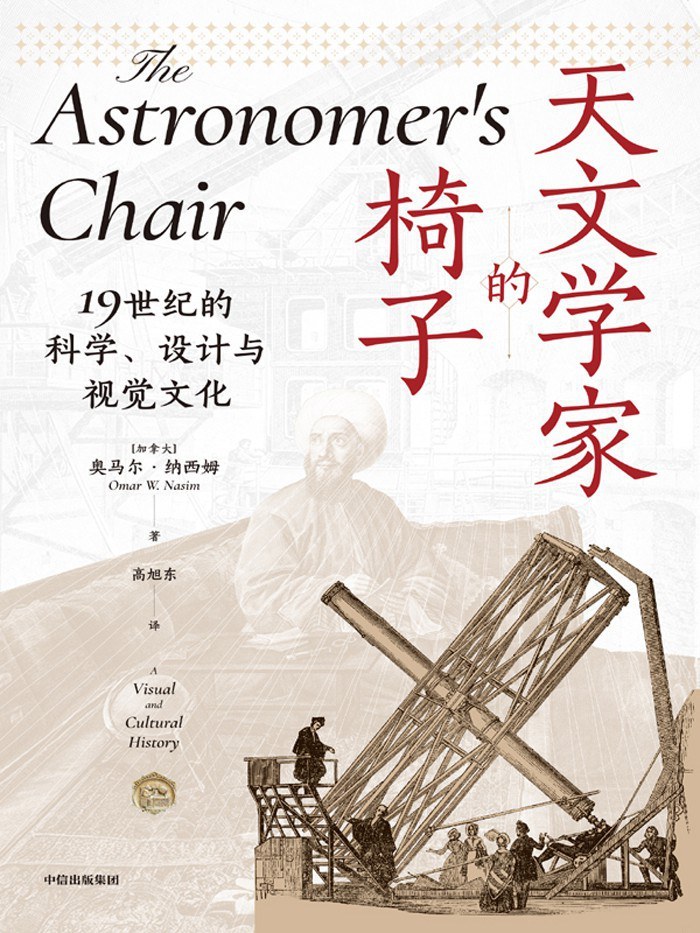 The
Astronomer's
Chair
天文学家
的
椅子
19世纪的
科学、设计与
视觉文化
[加拿大]
奥马尔·纳西姆
Omar W. Nasim
著
高旭东
译
A
Visual
and
Cultural
History
中信出版集团